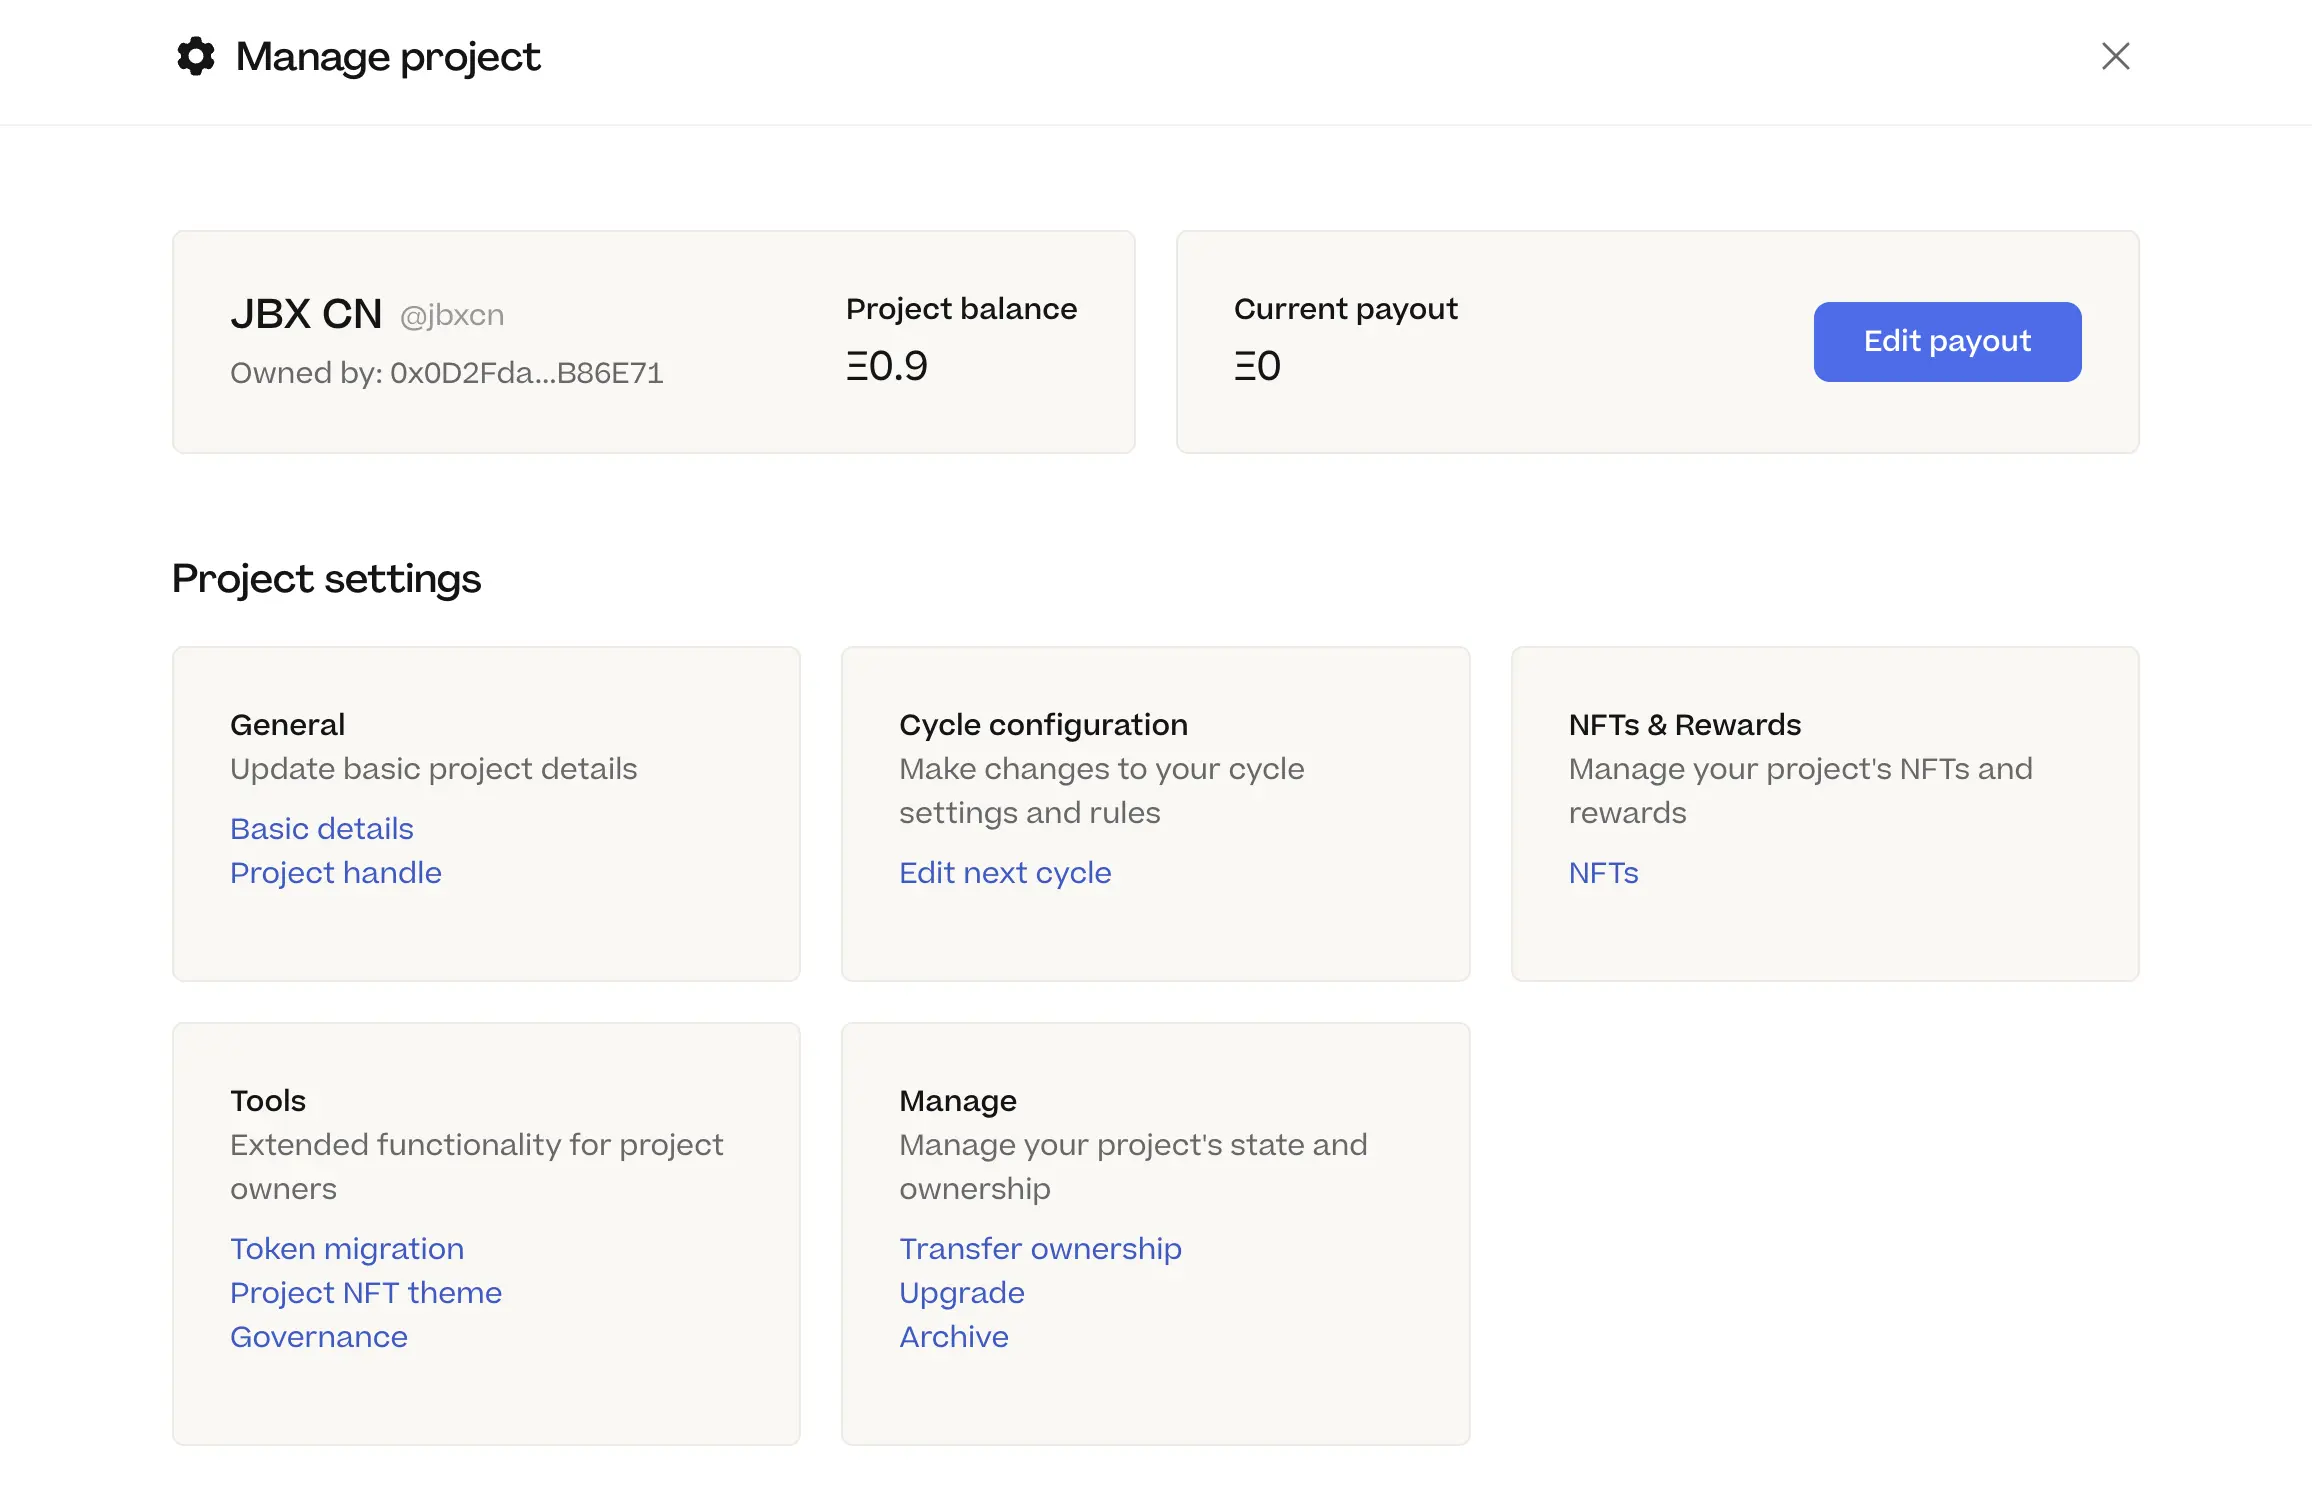 Manage project
JBX CN @jbxcn
Owned by: 0x0D2Fda...B86E71
Project balance
Ξ0.9
Current payout
Ξ0
Edit payout
Project settings
General
Update basic project details
Basic details
Project handle
Cycle configuration
Make changes to your cycle
settings and rules
Edit next cycle
NFTs & Rewards
Manage your project's NFTs and
rewards
NFTs
Tools
Extended functionality for project
owners
Token migration
Project NFT theme
Governance
Manage
Manage your project's state and
ownership
Transfer ownership
Upgrade
Archive